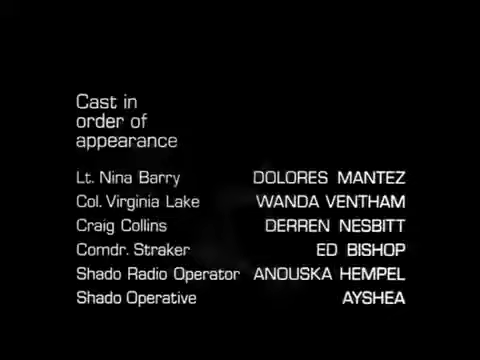 Cast in
order of
appearance
Lt. Nina Barry DOLORES MANTEZ
Col. Virginia Lake WANDA VENTHAM
Craig Collins DERREN NESBITT
Comdr. Straker ED BISHOP
Shado Radio Operator ANOUSKA HEMPEL
Shado Operative AYSHEA